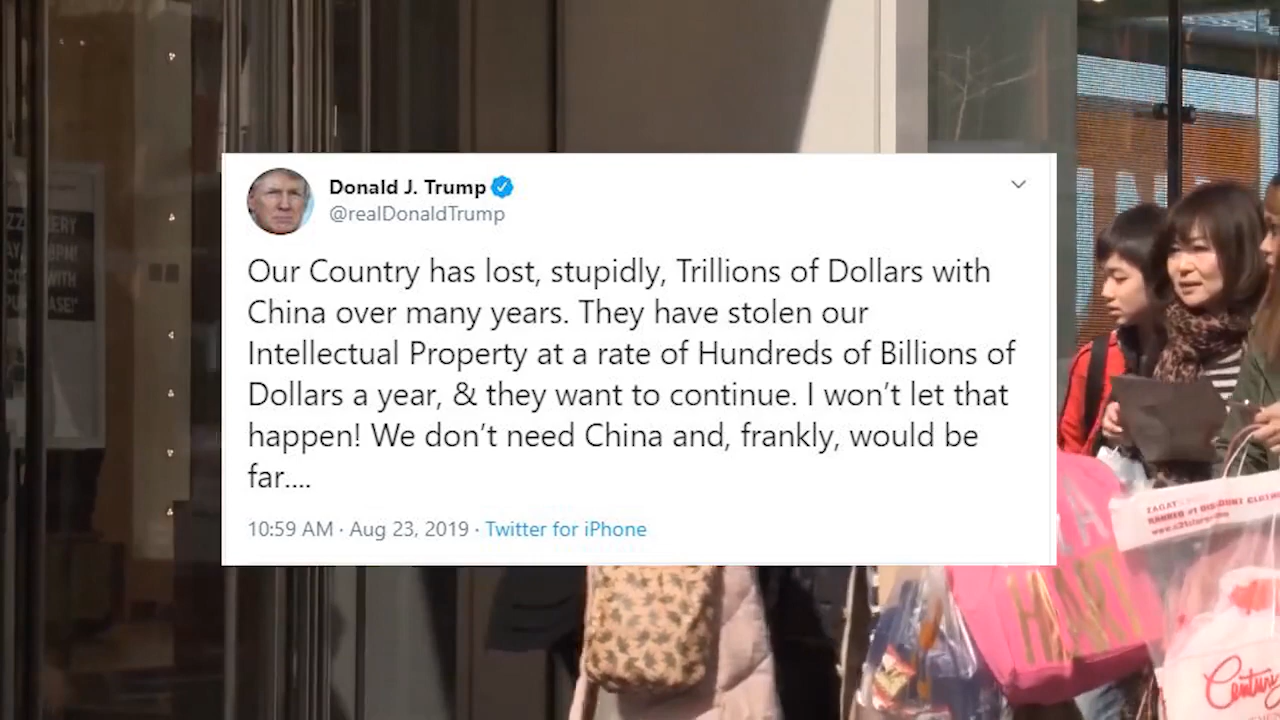 Donald J. Trump
@realDonaldTrump
Our Country has lost, stupidly, Trillions of Dollars with
China over many years. They have stolen our
Intellectual Property at a rate of Hundreds of Billions of
Dollars a year, & they want to continue. I won’t let that
happen! We don’t need China and, frankly, would be
far....
10:59 AM · Aug 23, 2019 · Twitter for iPhone
WITH
HART